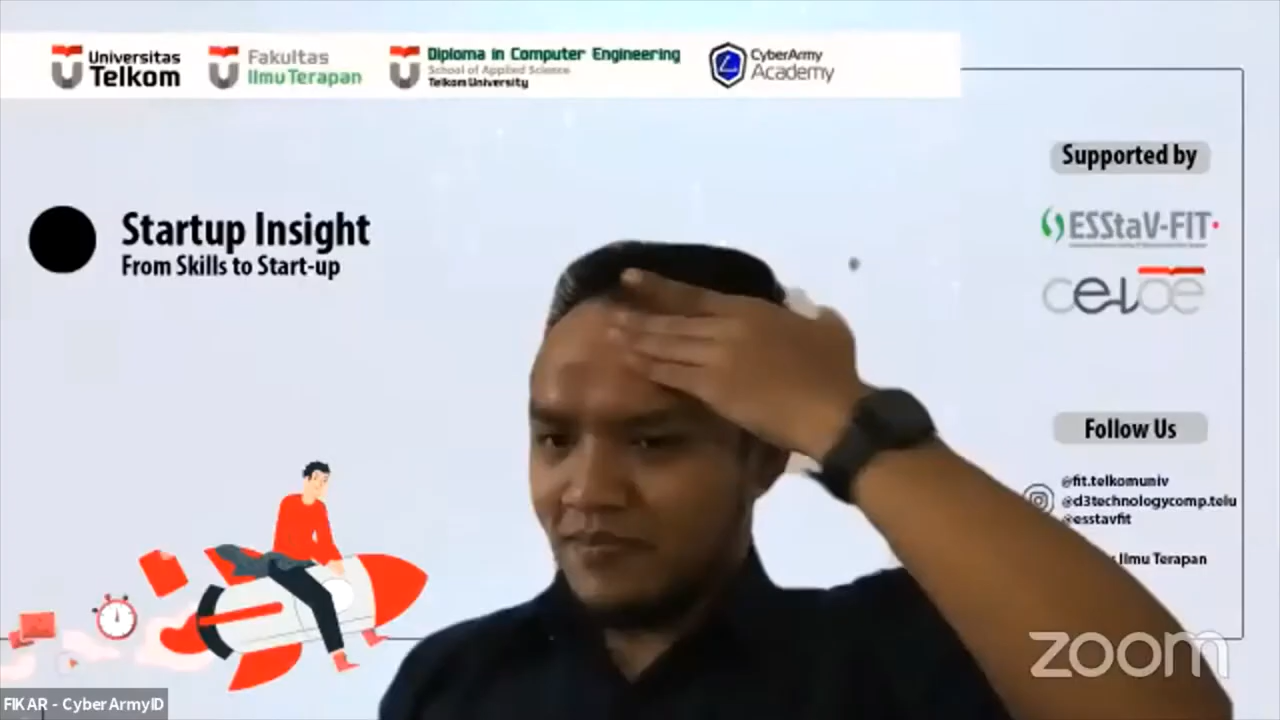 Universitas
Telkom
Fakultas
Ilmu Terapan
Diploma in Computer Engineering
School of Applied Science
Telkom University
CyberArmy
Academy
Supported by
ESStaV-FIT
celoe
Startup Insight
From Skills to Start-up
Follow Us
@fit.telkomuniv
@d3technologycomp.telu
@esstavfit
Ilmu Terapan
zoom
FIKAR - CyberArmyID